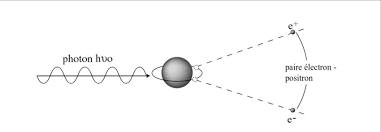 e+
photon hυo
paire électron -
positron
e-